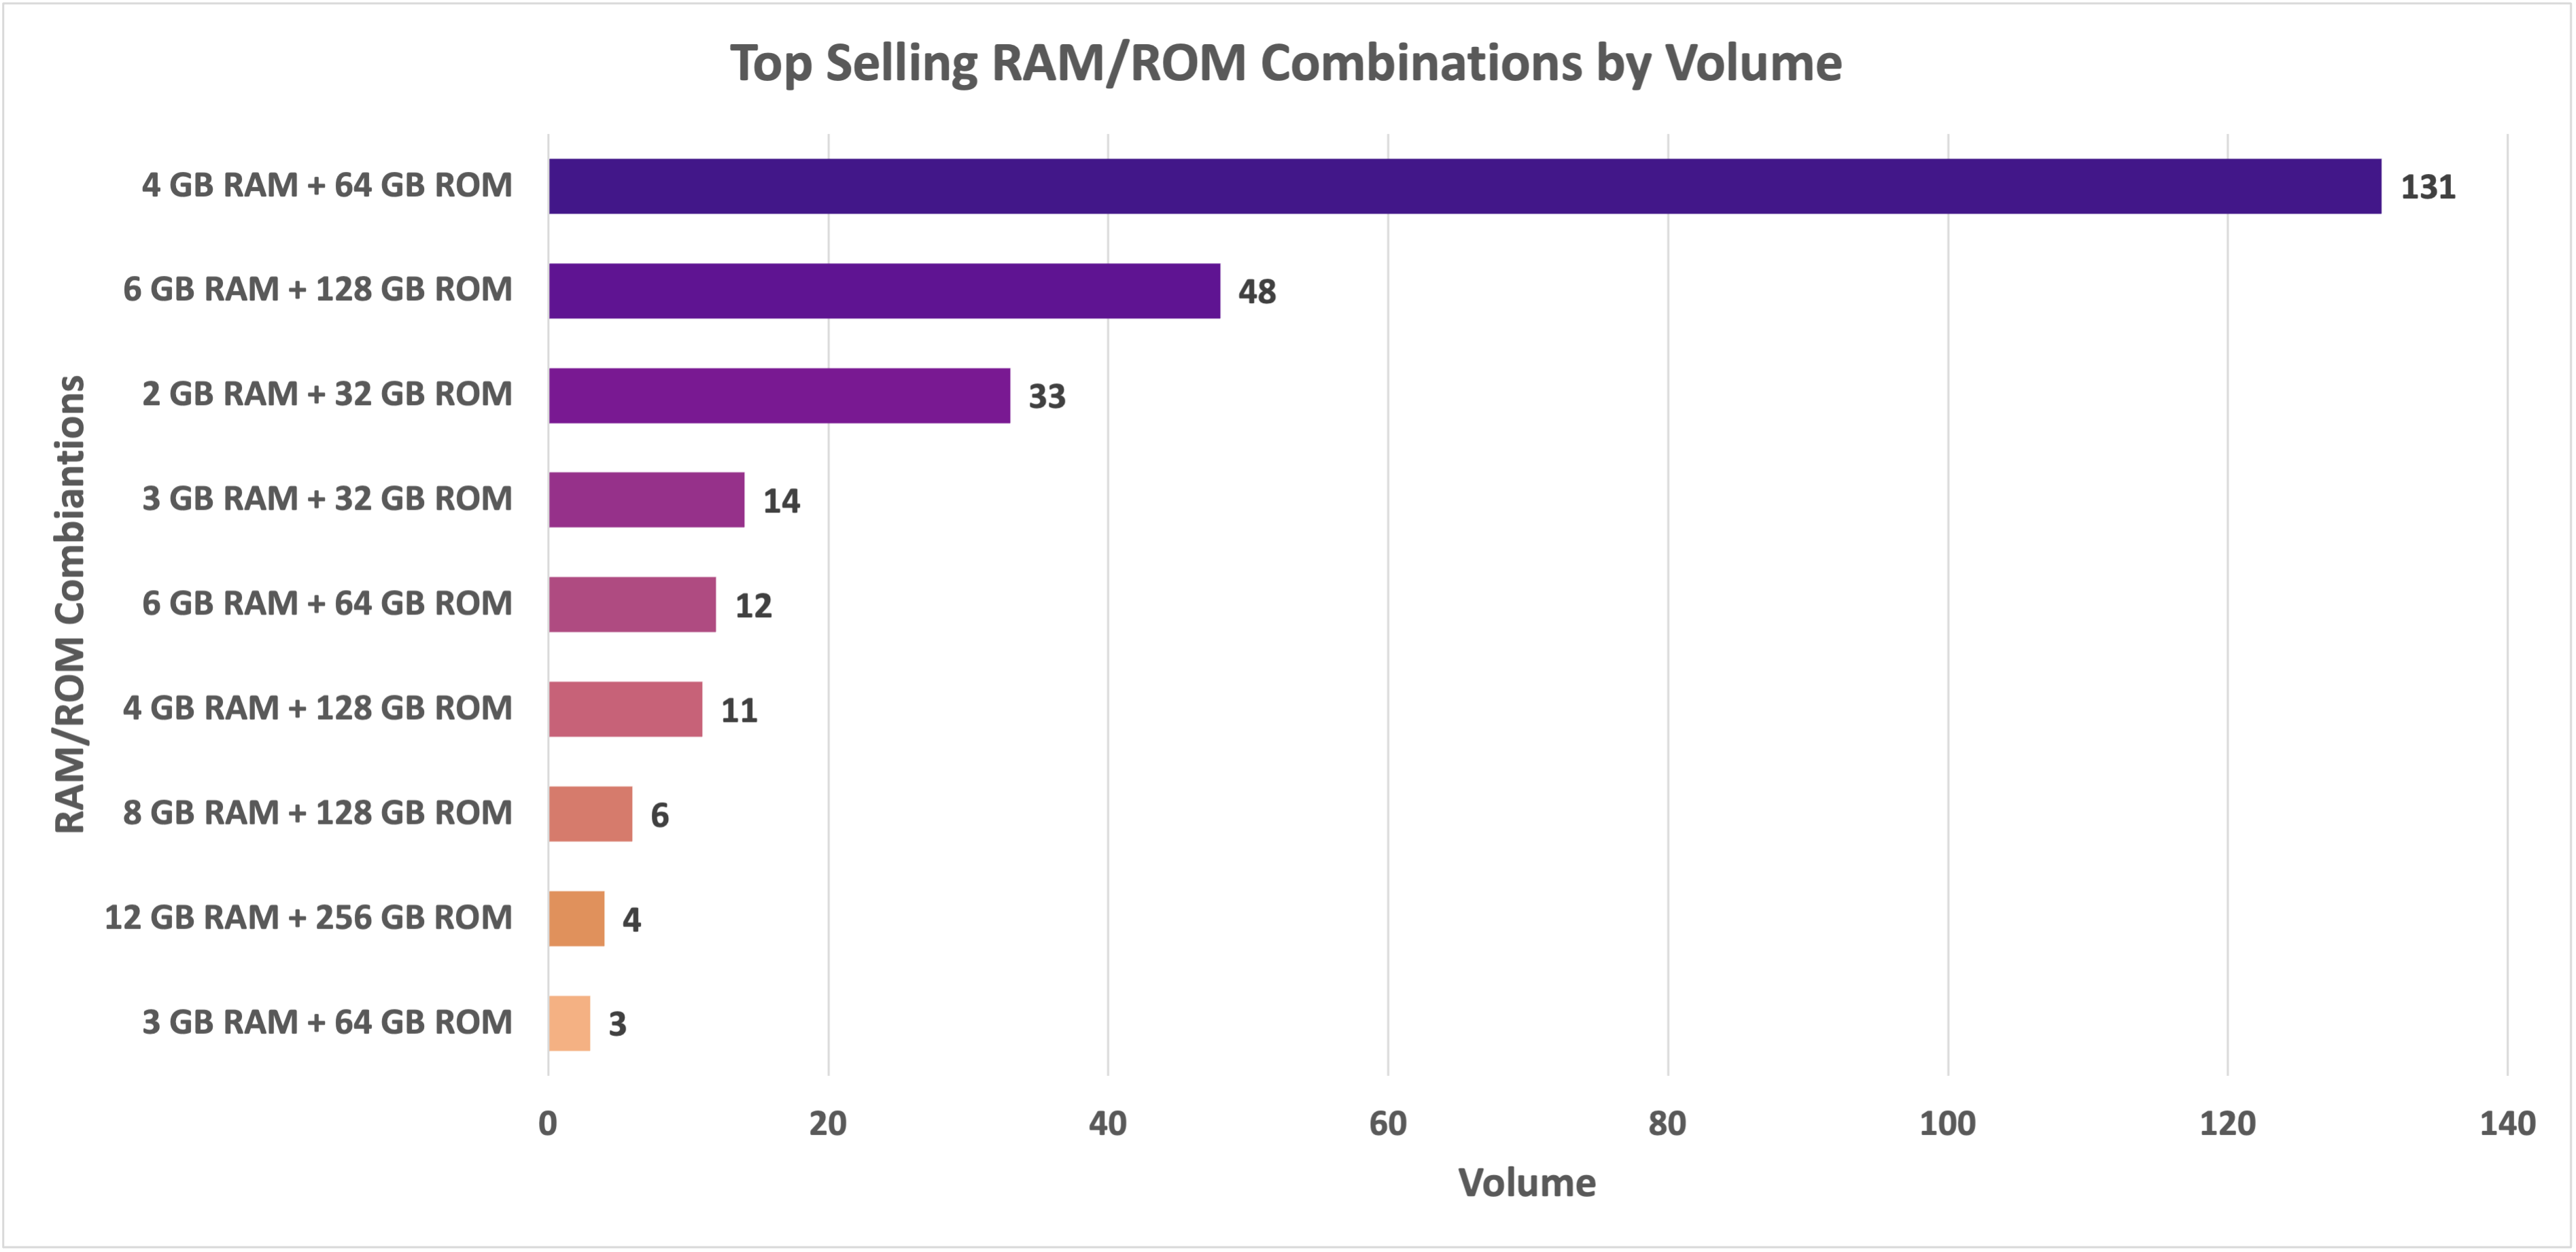 Top Selling RAM/ROM Combinations by Volume
RAM/ROM Combiantions
4 GB RAM + 64 GB ROM
131
6 GB RAM + 128 GB ROM
48
2 GB RAM + 32 GB ROM
33
3 GB RAM + 32 GB ROM
14
6 GB RAM + 64 GB ROM
12
4 GB RAM + 128 GB ROM
11
8 GB RAM + 128 GB ROM
6
12 GB RAM + 256 GB ROM
4
3 GB RAM + 64 GB ROM
3
0 20 40 60 80 100 120 140
Volume